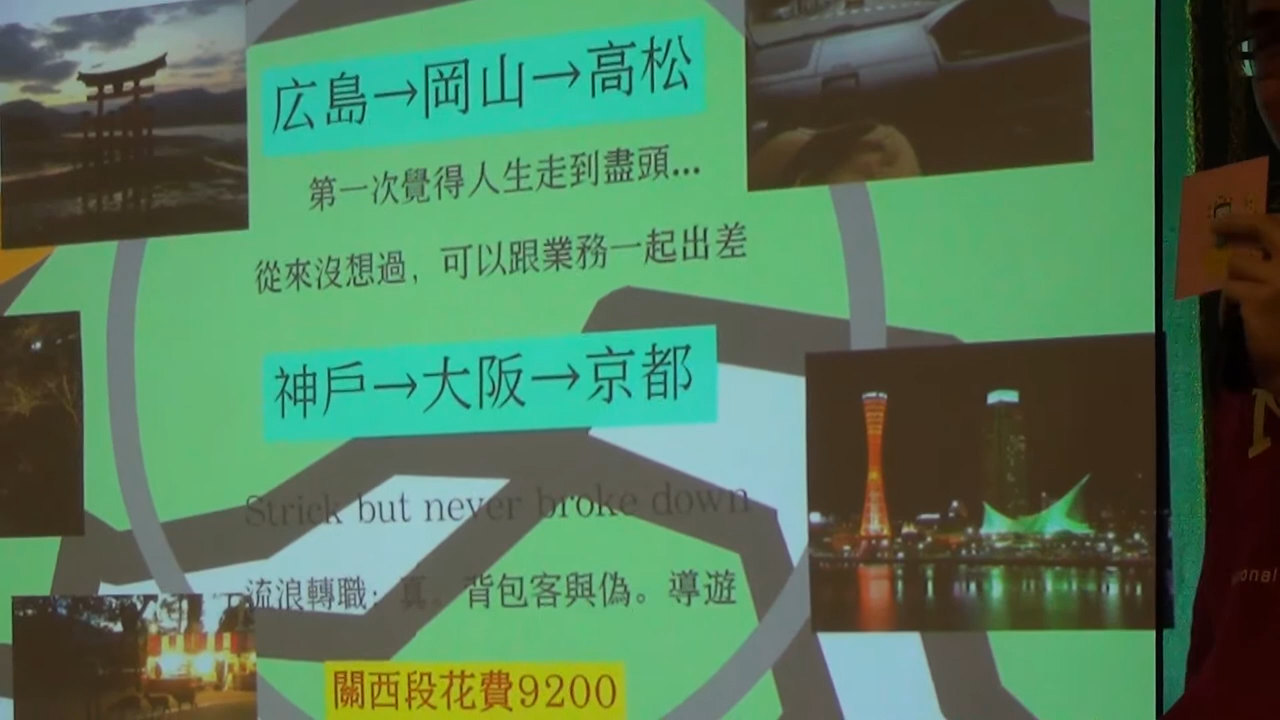 広島→岡山→高松
第一次覺得人生走到盡頭...
從來沒想過，可以跟業務一起出差
神戶→大阪→京都
Strick but never broke down
流浪轉職：真。背包客與偽。導遊
關西段花費9200